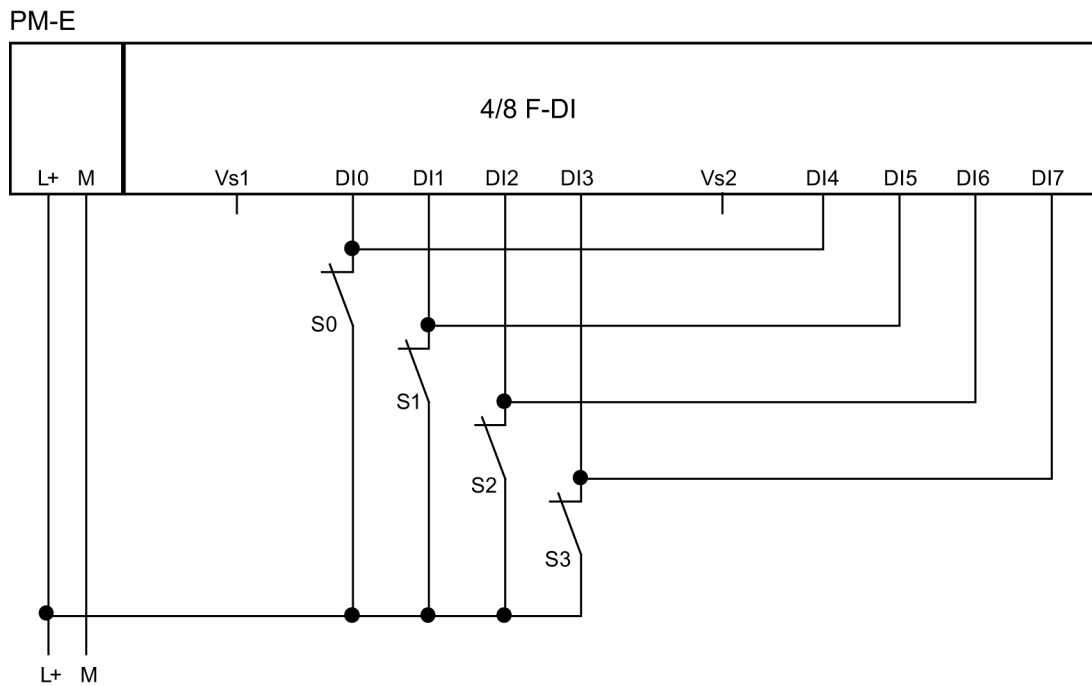 PM-E
4/8 F-DI
L+ M Vs1 DI0 DI1 DI2 DI3 Vs2 DI4 DI5 DI6 DI7
S0
S1
S2
S3
L+ M